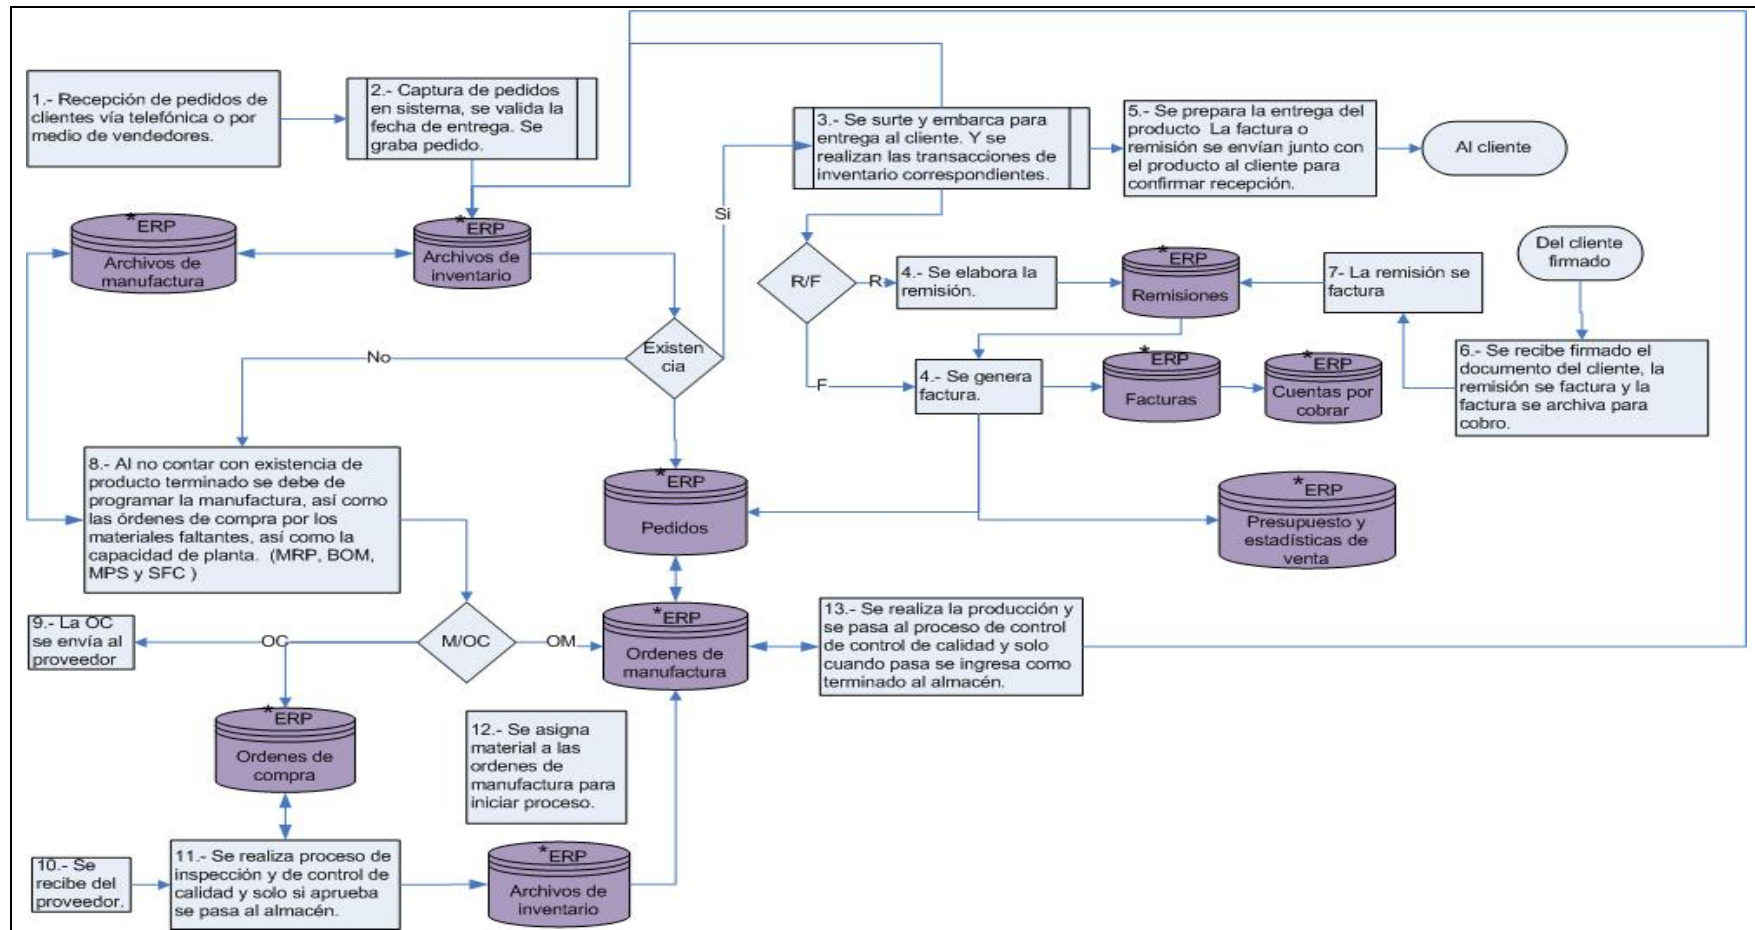 1.- Recepción de pedidos de
clientes vía telefónica o por
medio de vendedores.
2.- Captura de pedidos
en sistema, se valida la
fecha de entrega. Se
graba pedido.
3.- Se surte y embarca para
entrega al cliente. Y se
realizan las transacciones de
inventario correspondientes.
5.- Se prepara la entrega del
producto La factura o
remisión se envían junto con
el producto al cliente para
confirmar recepción.
Al cliente
Si
*ERP
Archivos de
manufactura
*ERP
Archivos de
inventario
R/F
R
4.- Se elabora la
remisión.
*ERP
Remisiones
7- La remisión se
factura
Del cliente
firmado
Existen
cia
No
F
4.- Se genera
factura.
*ERP
Facturas
*ERP
Cuentas por
cobrar
6.- Se recibe firmado el
documento del cliente, la
remisión se factura y la
factura se archiva para
cobro.
8.- Al no contar con existencia de
producto terminado se debe de
programar la manufactura, así como
las órdenes de compra por los
materiales faltantes, así como la
capacidad de planta. (MRP, BOM,
MPS y SFC )
*ERP
Pedidos
*ERP
Presupuesto y
estadísticas de
venta
9.- La OC
se envía al
proveedor
OC
M/OC
OM
*ERP
Ordenes de
manufactura
13.- Se realiza la producción y
se pasa al proceso de control
de control de calidad y solo
cuando pasa se ingresa como
terminado al almacén.
*ERP
Ordenes de
compra
12.- Se asigna
material a las
ordenes de
manufactura para
iniciar proceso.
10.- Se
recibe del
proveedor.
11.- Se realiza proceso de
inspección y de control de
calidad y solo si aprueba
se pasa al almacén.
*ERP
Archivos de
inventario